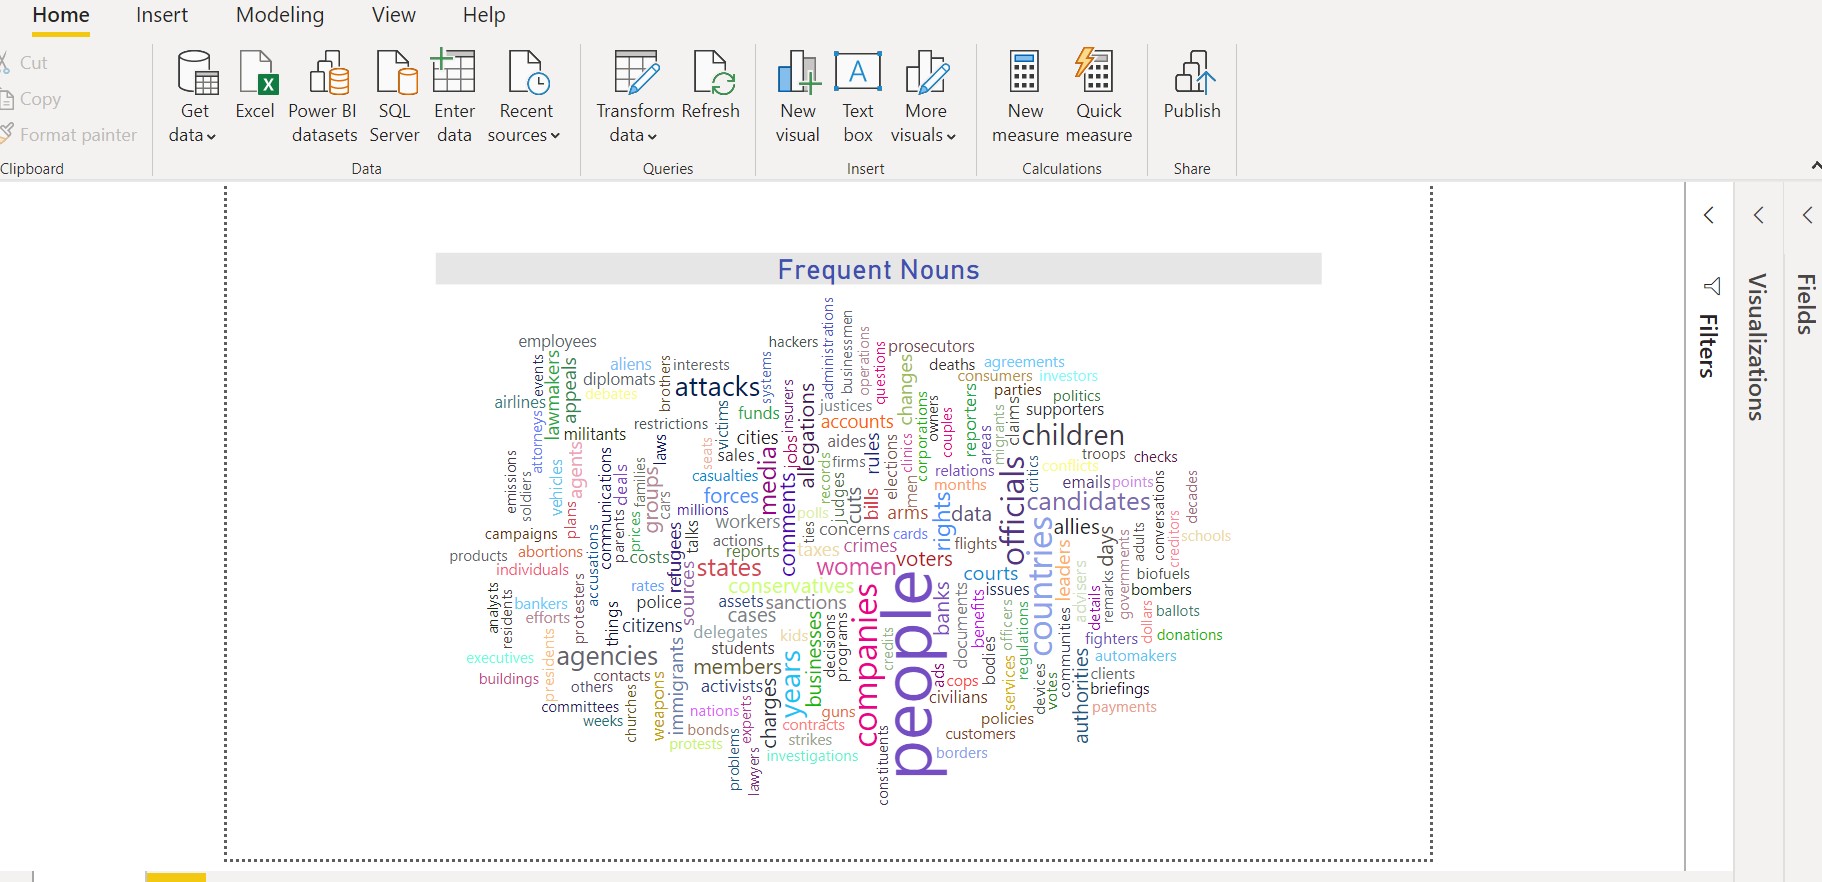 Home Insert Modeling View Help
Cut
Copy
Format painter
Clipboard
Get data
Excel
Power BI datasets
SQL Server
Enter data
Recent sources
Data
Transform data
Refresh
Queries
New visual
Text box
More visuals
Insert
New measure
Quick measure
Calculations
Publish
Share
Filters
Visualizations
Fields
Frequent Nouns
employees
hackers
administrations
businessmen
operations
questions
prosecutors
events
lawmakers
appeals
aliens
interests
brothers
systems
changes
deaths
agreements
diplomats
debates
attacks
insurers
consumers
investors
airlines
attorneys
funds
victims
allegations
justices
accounts
corporations
owners
couples
reporters
parties
politics
supporters
migrants
claims
militants
restrictions
laws
seats
cities
jobs
aides
rules
elections
clinics
areas
children
sales
media
records
firms
troops
checks
emissions
soldiers
vehicles
agents
communications
deals
families
groups
cars
casualties
judges
cuts
bills
men
relations
months
officials
critics
conflicts
emails
points
conversations
decades
forces
millions
comments
polls
arms
rights
data
candidates
plans
parents
prices
refugees
talks
workers
ties
concerns
cards
allies
days
adults
creditors
schools
campaigns
accusations
actions
reports
taxes
crimes
flights
countries
leaders
governments
products
abortions
costs
individuals
states
women
voters
sources
courts
advisers
remarks
biofuels
bombers
rates
conservatives
people
banks
issues
details
dollars
analysts
residents
bankers
efforts
protesters
things
police
assets
sanctions
companies
documents
benefits
officers
regulations
communities
ballots
citizens
cases
delegates
kids
businesses
decisions
programs
credits
fighters
donations
executives
presidents
agencies
immigrants
students
members
years
bodies
services
authorities
automakers
buildings
contacts
others
activists
ads
cops
civilians
devices
votes
clients
briefings
payments
committees
weeks
churches
weapons
nations
experts
charges
guns
contracts
policies
customers
bonds
protests
problems
lawyers
strikes
investigations
constituents
borders